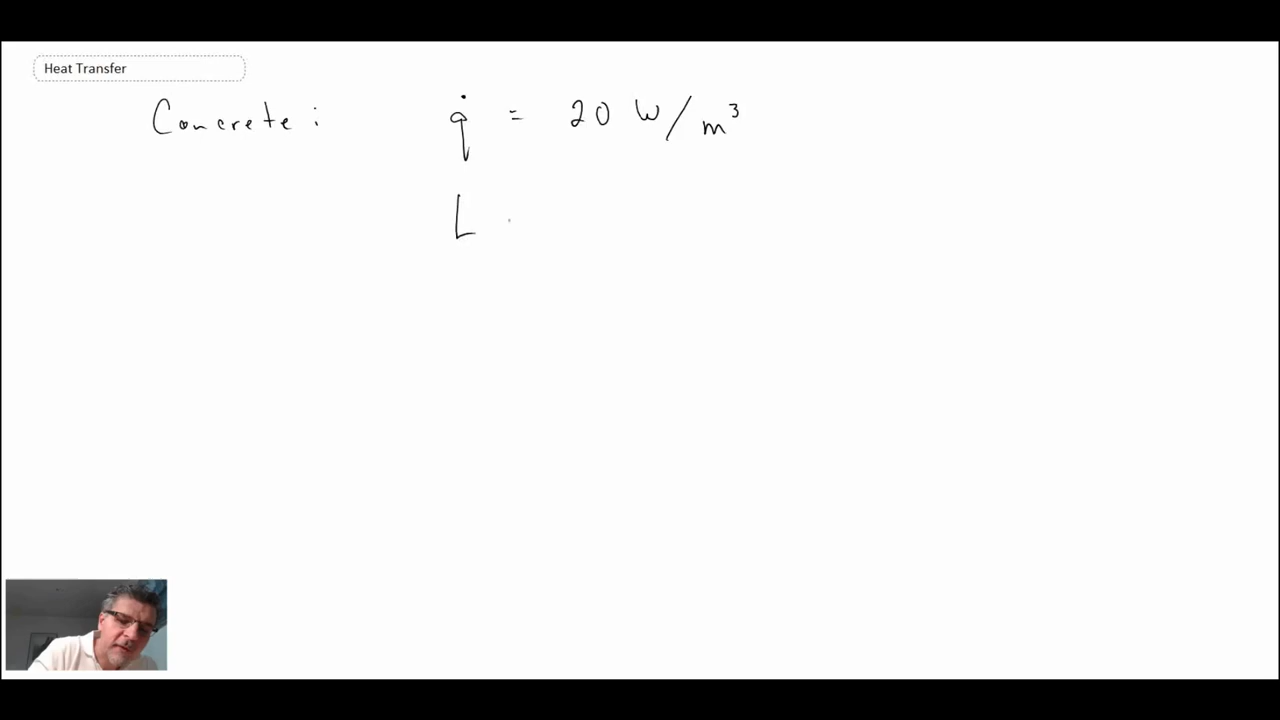 Heat Transfer
Concrete : q̇ = 20 W/m³
L